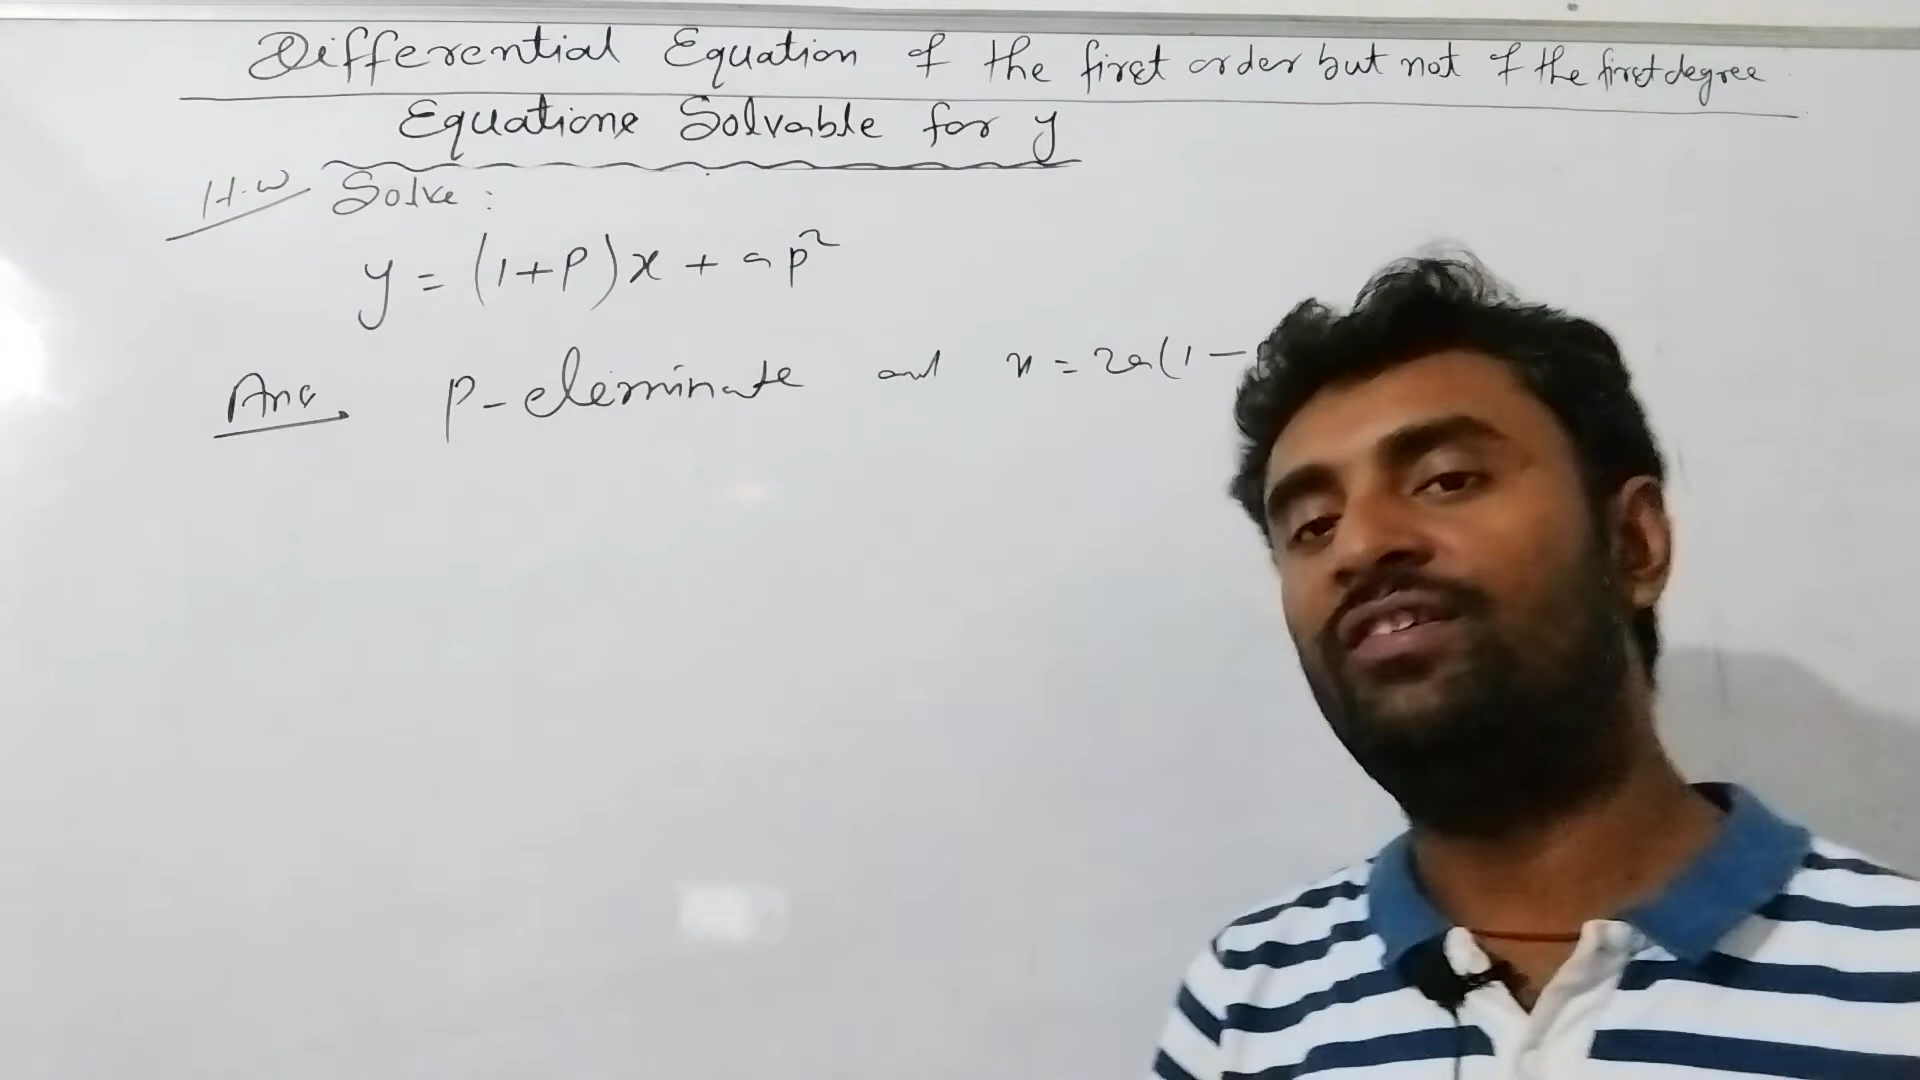 Differential Equation of the first order but not of the first degree
Equations Solvable for y
H.W Solve :
y = (1+p)x + ap²
Ans. p-eleminate and x = 2a(1-